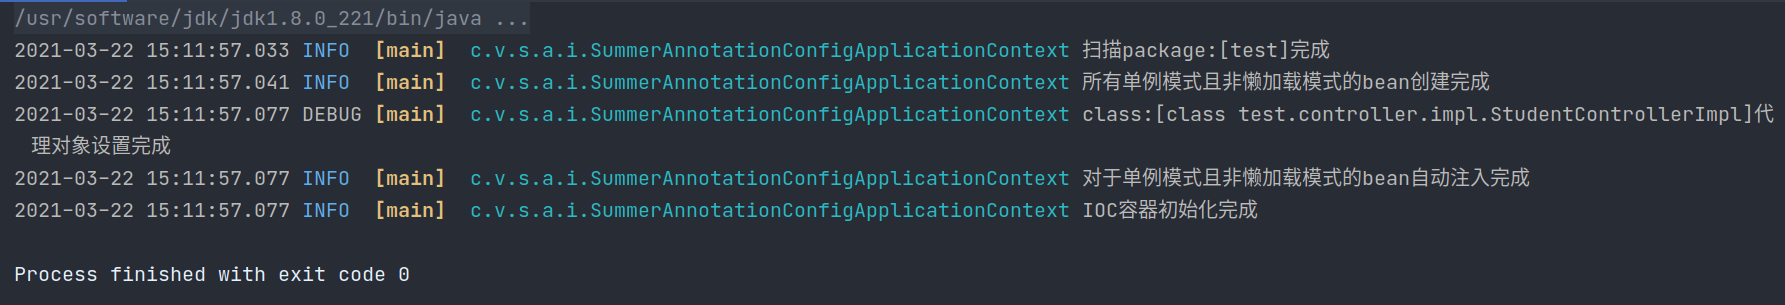 /usr/software/jdk/jdk1.8.0_221/bin/java ...
2021-03-22 15:11:57.033 INFO  [main]  c.v.s.a.i.SummerAnnotationConfigApplicationContext 扫描package:[test]完成
2021-03-22 15:11:57.041 INFO  [main]  c.v.s.a.i.SummerAnnotationConfigApplicationContext 所有单例模式且非懒加载模式的bean创建完成
2021-03-22 15:11:57.077 DEBUG [main]  c.v.s.a.i.SummerAnnotationConfigApplicationContext class:[class test.controller.impl.StudentControllerImpl]代
理对象设置完成
2021-03-22 15:11:57.077 INFO  [main]  c.v.s.a.i.SummerAnnotationConfigApplicationContext 对于单例模式且非懒加载模式的bean自动注入完成
2021-03-22 15:11:57.077 INFO  [main]  c.v.s.a.i.SummerAnnotationConfigApplicationContext IOC容器初始化完成
Process finished with exit code 0